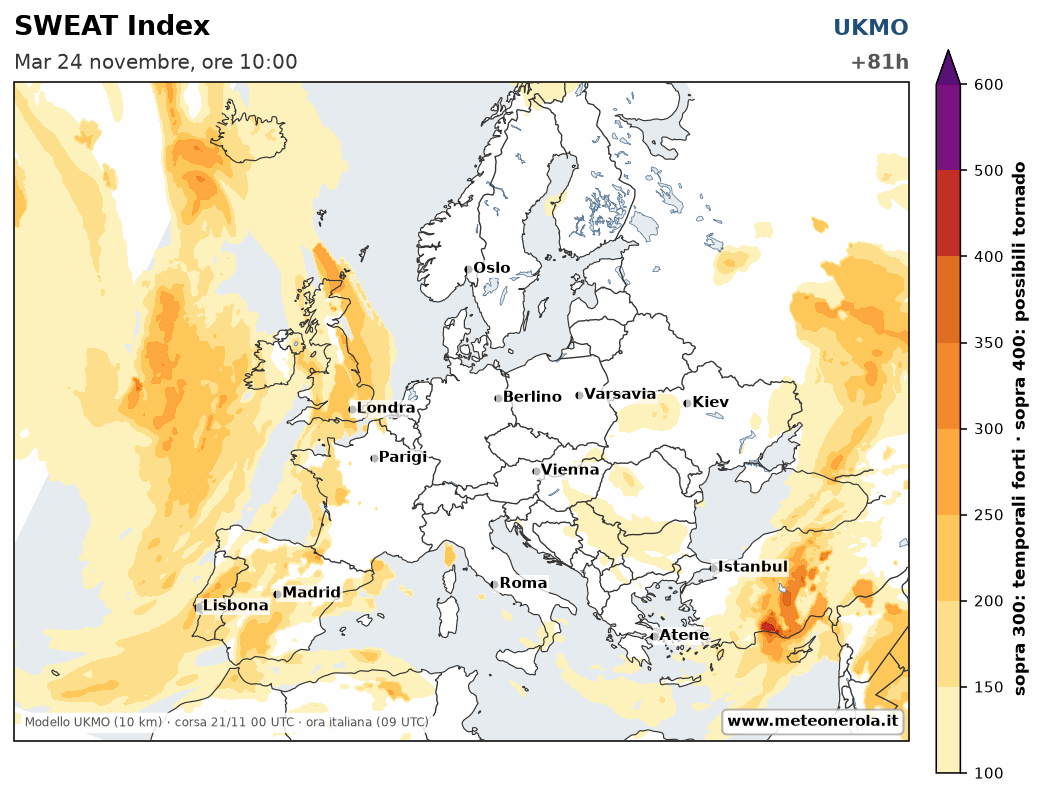 SWEAT Index
UKMO
Mar 24 novembre, ore 10:00
+81h
600
500
400
350
300
250
200
150
100
sopra 300: temporali forti · sopra 400: possibili tornado
Oslo
Berlino
Varsavia
Kiev
Londra
Parigi
Vienna
Istanbul
Roma
Madrid
Lisbona
Atene
Modello UKMO (10 km) · corsa 21/11 00 UTC · ora italiana (09 UTC)
www.meteonerola.it